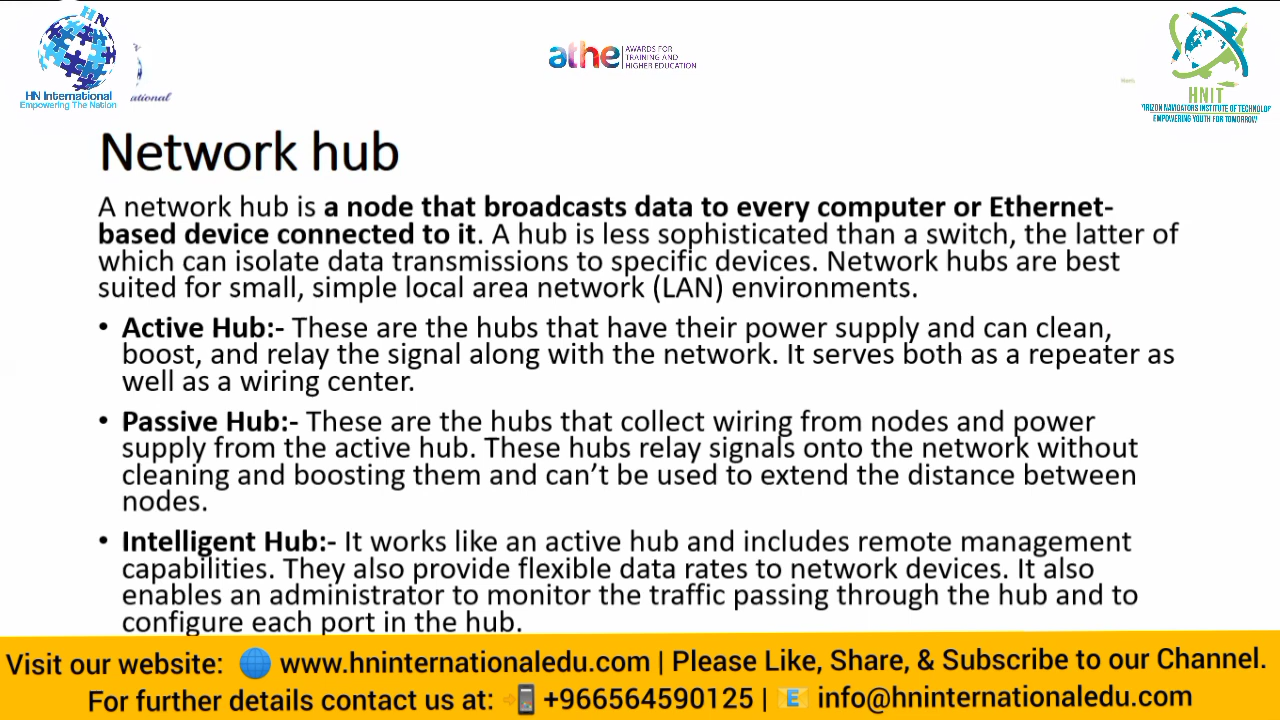 HN
HN International
Empowering The Nation
ational
athe AWARDS FOR
TRAINING AND
HIGHER EDUCATION
HNIT
EMPOWERING YOUTH FOR TOMORROW
Network hub
A network hub is a node that broadcasts data to every computer or Ethernet-
based device connected to it. A hub is less sophisticated than a switch, the latter of
which can isolate data transmissions to specific devices. Network hubs are best
suited for small, simple local area network (LAN) environments.
• Active Hub:- These are the hubs that have their power supply and can clean,
boost, and relay the signal along with the network. It serves both as a repeater as
well as a wiring center.
• Passive Hub:- These are the hubs that collect wiring from nodes and power
supply from the active hub. These hubs relay signals onto the network without
cleaning and boosting them and can’t be used to extend the distance between
nodes.
• Intelligent Hub:- It works like an active hub and includes remote management
capabilities. They also provide flexible data rates to network devices. It also
enables an administrator to monitor the traffic passing through the hub and to
configure each port in the hub.
Visit our website: 🌐 www.hninternationaledu.com | Please Like, Share, & Subscribe to our Channel.
For further details contact us at: 📲 +966564590125 | 📧 info@hninternationaledu.com